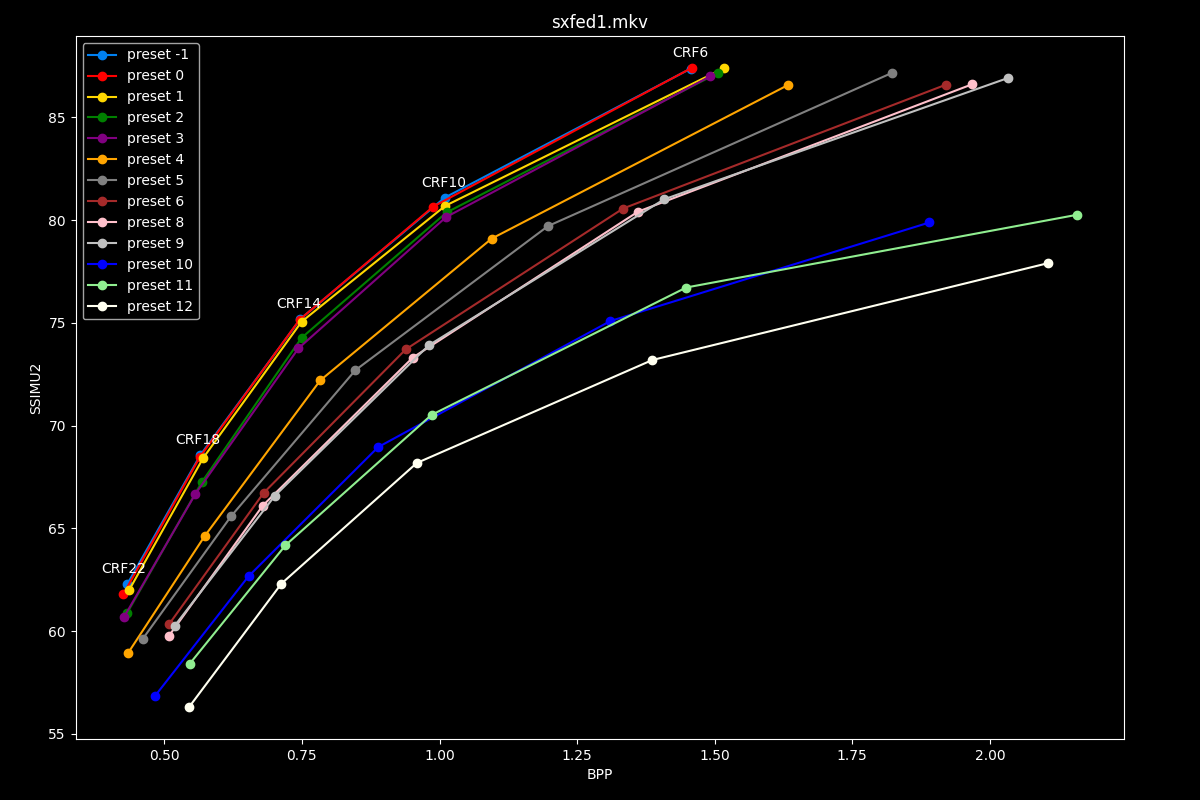 sxfed1.mkv
preset -1
preset 0
preset 1
preset 2
preset 3
preset 4
preset 5
preset 6
preset 8
preset 9
preset 10
preset 11
preset 12
CRF6
CRF10
CRF14
CRF18
CRF22
SSIMU2
85
80
75
70
65
60
55
0.50 0.75 1.00 1.25 1.50 1.75 2.00
BPP